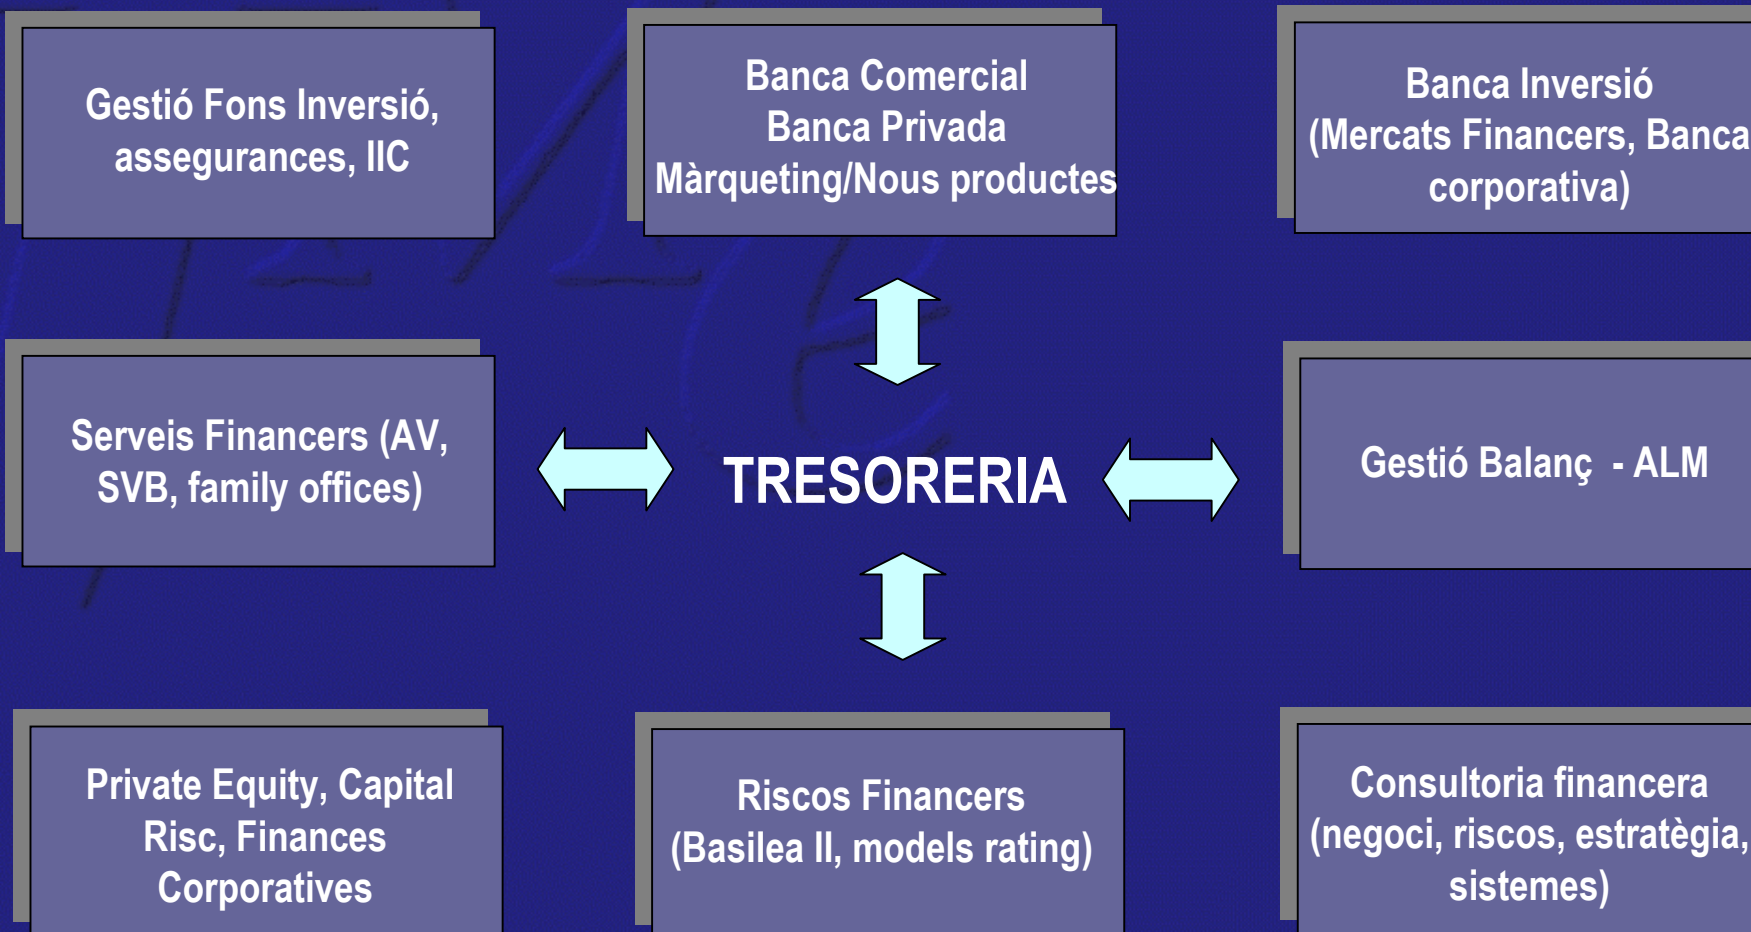 Gestió Fons Inversió,
assegurances, IIC
Banca Comercial
Banca Privada
Màrqueting/Nous productes
Banca Inversió
(Mercats Financers, Banca
corporativa)
Serveis Financers (AV,
SVB, family offices)
TRESORERIA
Gestió Balanç - ALM
Private Equity, Capital
Risc, Finances
Corporatives
Riscos Financers
(Basilea II, models rating)
Consultoria financera
(negoci, riscos, estratègia,
sistemes)